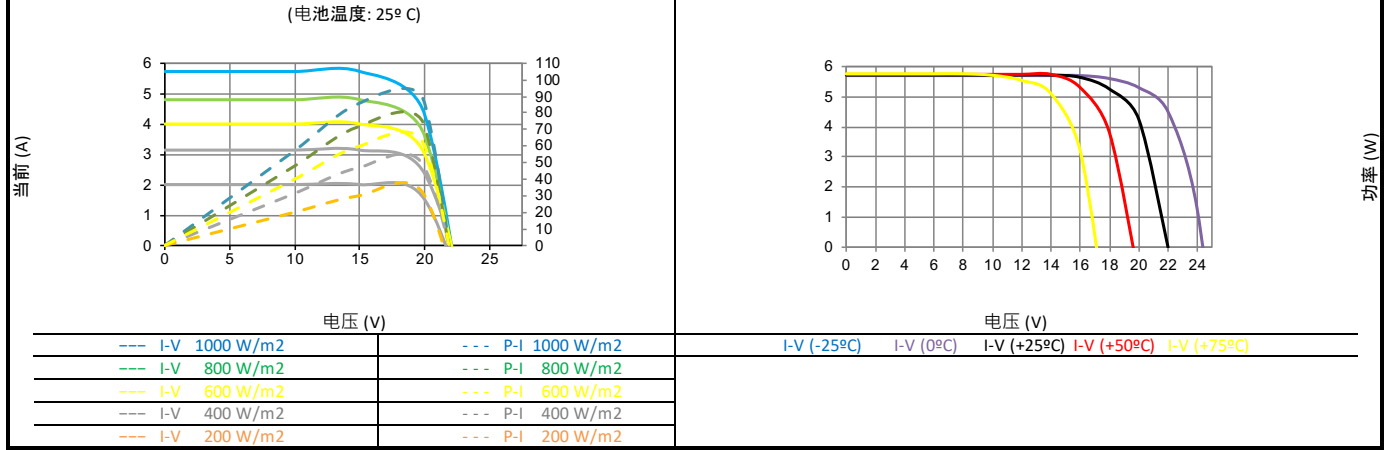 (电池温度: 25º C)
6
5
4
3
2
1
0
110
100
90
80
70
60
50
40
30
20
10
0
0 5 10 15 20 25
当前 (A)
电压 (V)
6
5
4
3
2
1
0
0 2 4 6 8 10 12 14 16 18 20 22 24
功率 (W)
电压 (V)
--- I-V 1000 W/m2 - - - P-I 1000 W/m2
--- I-V 800 W/m2 - - - P-I 800 W/m2
--- I-V 600 W/m2 - - - P-I 600 W/m2
--- I-V 400 W/m2 - - - P-I 400 W/m2
--- I-V 200 W/m2 - - - P-I 200 W/m2
I-V (-25ºC) I-V (0ºC) I-V (+25ºC) I-V (+50ºC) I-V (+75ºC)